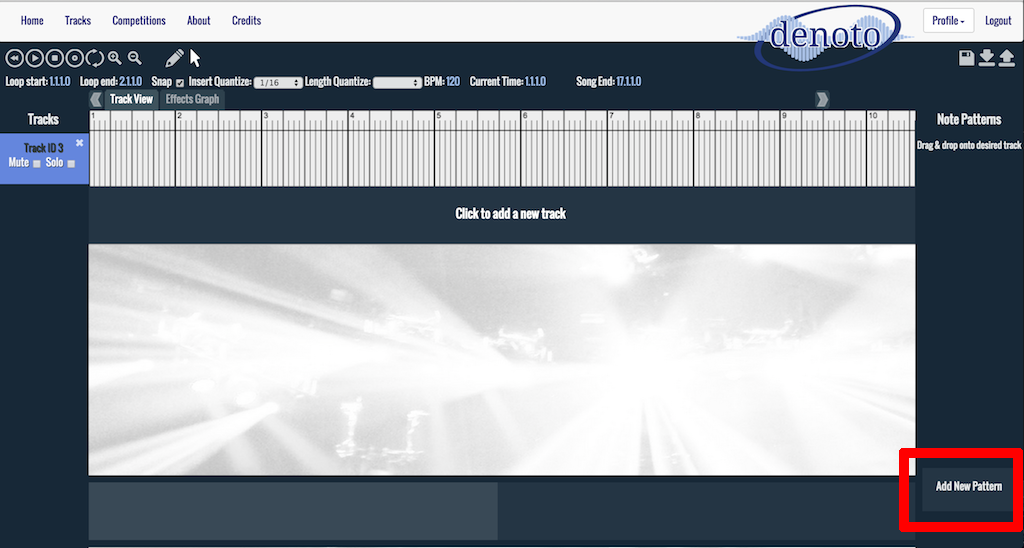 Home Tracks Competitions About Credits denoto Profile Logout
Loop start: 1.1.1.0 Loop end: 2.1.1.0 Snap Insert Quantize: 1/16 Length Quantize: BPM: 120 Current Time: 1.1.1.0 Song End: 17.1.1.0
Track View Effects Graph
Tracks 1 2 3 4 5 6 7 8 9 10 Note Patterns
Track ID 3 Drag & drop onto desired track
Mute Solo
Click to add a new track
Add New Pattern